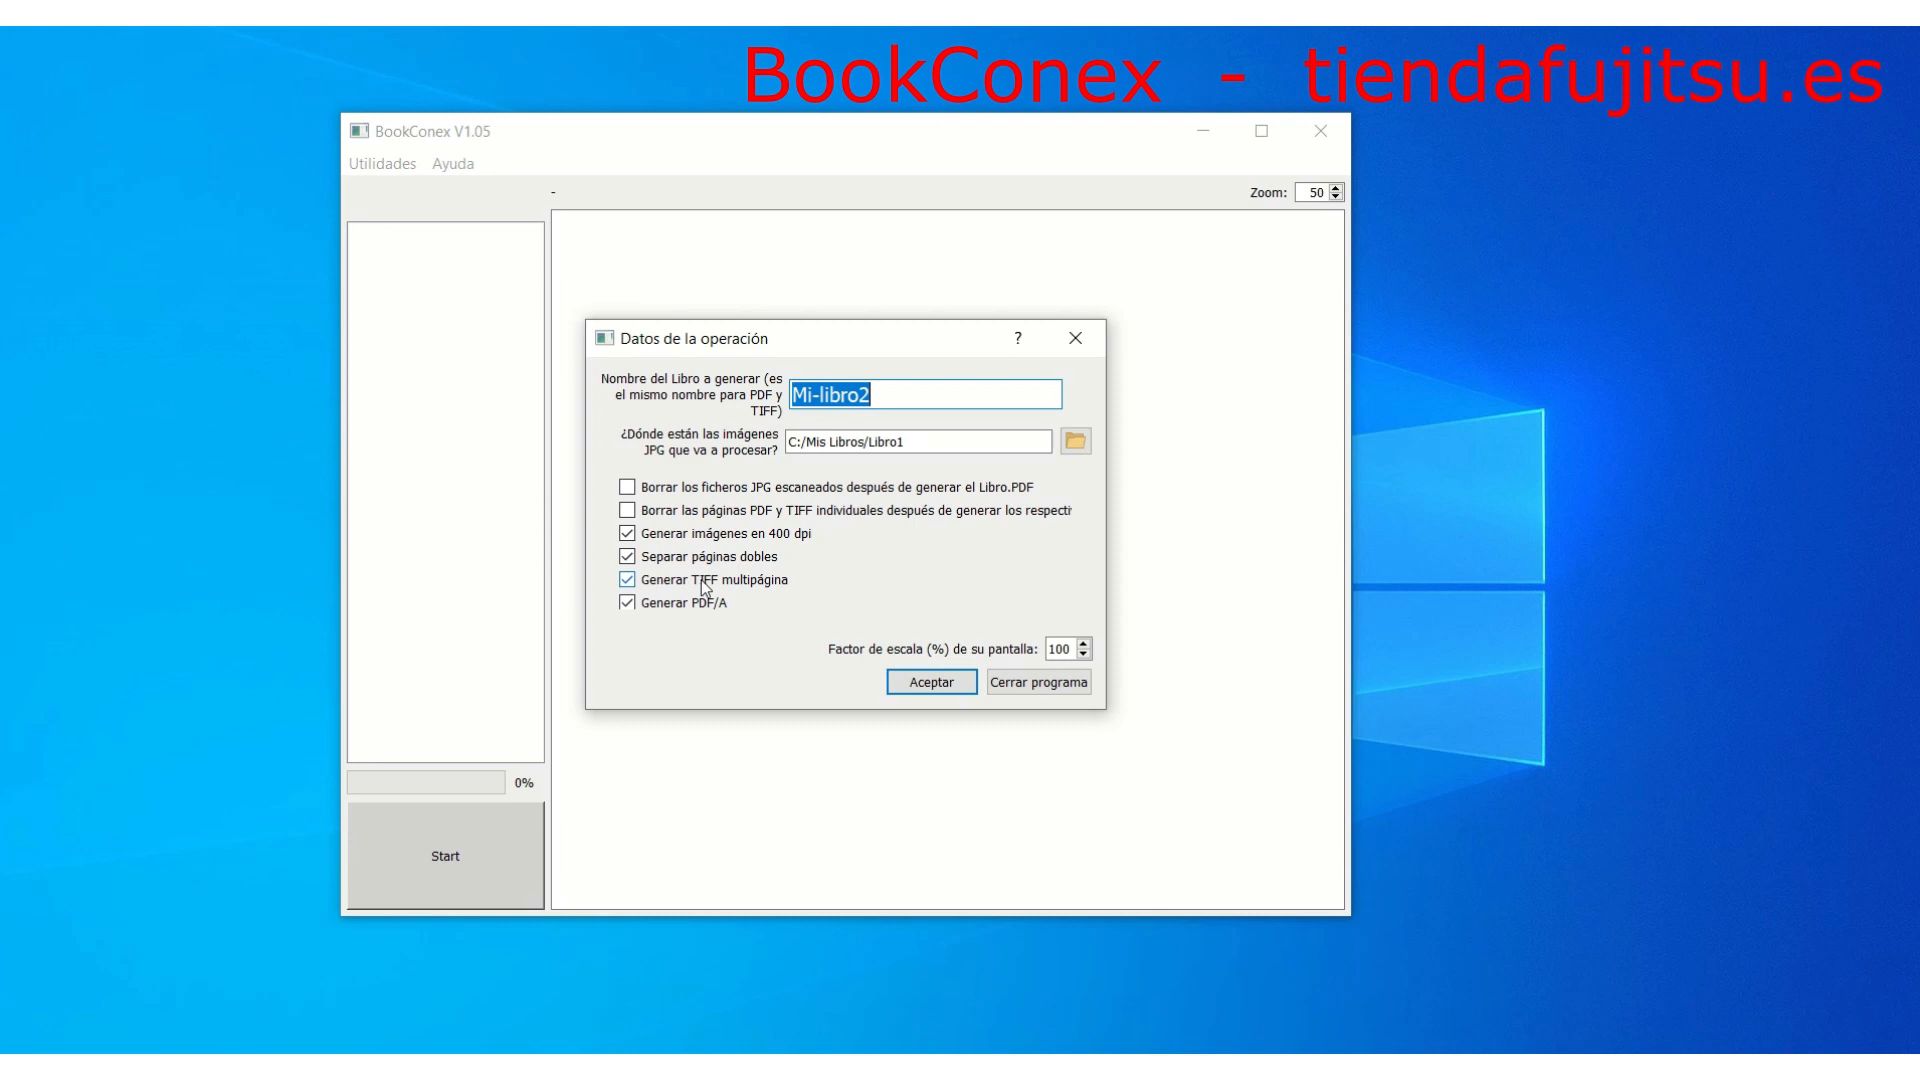 BookConex - tiendafujitsu.es
BookConex V1.05
Utilidades Ayuda
-
Zoom: 50
Datos de la operación
?
Nombre del Libro a generar (es
el mismo nombre para PDF y
TIFF)
Mi-libro2
¿Dónde están las imágenes
JPG que va a procesar?
C:/Mis Libros/Libro1
Borrar los ficheros JPG escaneados después de generar el Libro.PDF
Borrar las páginas PDF y TIFF individuales después de generar los respecti
Generar imágenes en 400 dpi
Separar páginas dobles
Generar TIFF multipágina
Generar PDF/A
Factor de escala (%) de su pantalla: 100
Aceptar
Cerrar programa
0%
Start